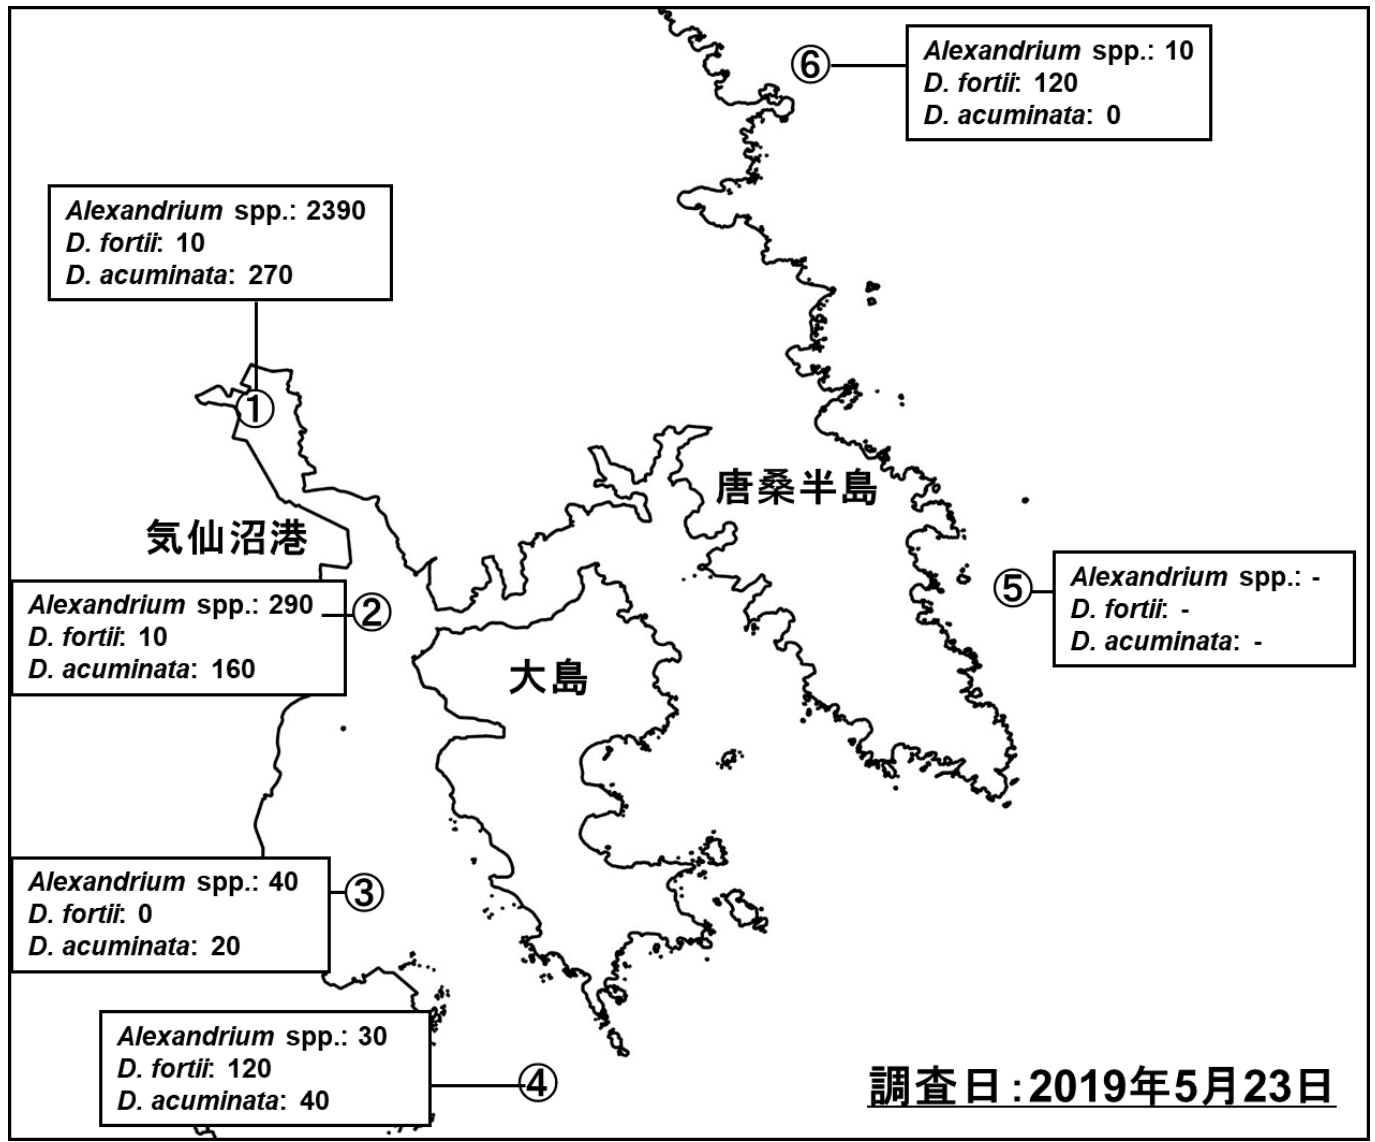 ⑥
Alexandrium spp.: 10
D. fortii: 120
D. acuminata: 0
Alexandrium spp.: 2390
D. fortii: 10
D. acuminata: 270
①
唐桑半島
気仙沼港
⑤
Alexandrium spp.: -
D. fortii: -
D. acuminata: -
Alexandrium spp.: 290
D. fortii: 10
D. acuminata: 160
②
大島
Alexandrium spp.: 40
D. fortii: 0
D. acuminata: 20
③
Alexandrium spp.: 30
D. fortii: 120
D. acuminata: 40
④
調査日:2019年5月23日